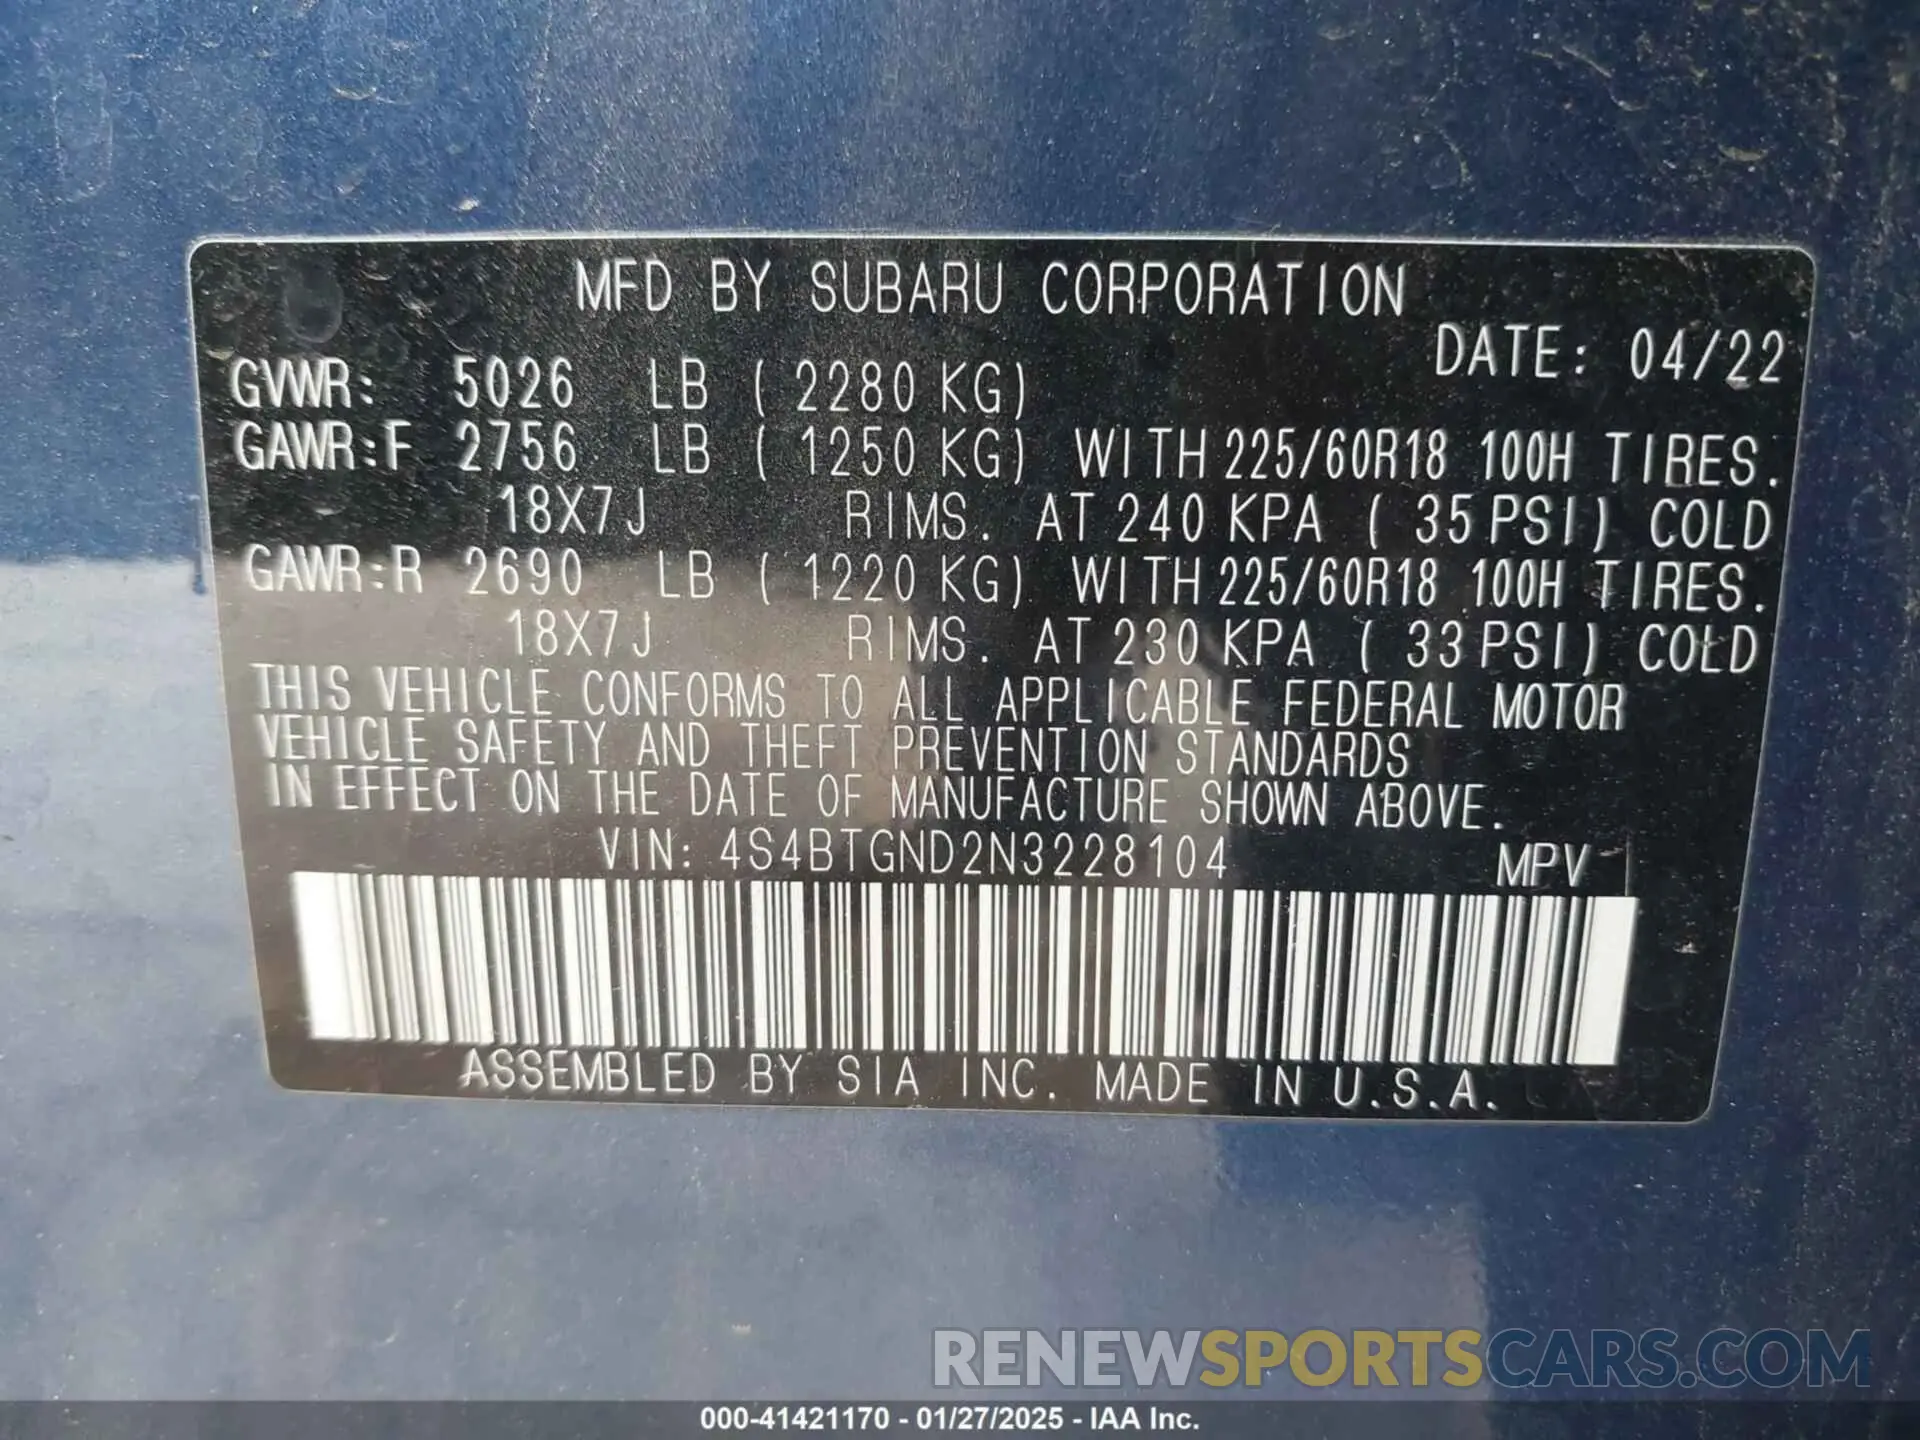 MFD BY SUBARU CORPORATION
DATE: 04/22
GVWR: 5026 LB ( 2280 KG)
GAWR:F 2756 LB ( 1250 KG) WITH 225/60R18 100H TIRES.
18X7J RIMS. AT 240 KPA ( 35 PSI) COLD
GAWR:R 2690 LB ( 1220 KG) WITH 225/60R18 100H TIRES.
18X7J RIMS. AT 230 KPA ( 33 PSI) COLD
THIS VEHICLE CONFORMS TO ALL APPLICABLE FEDERAL MOTOR
VEHICLE SAFETY AND THEFT PREVENTION STANDARDS
IN EFFECT ON THE DATE OF MANUFACTURE SHOWN ABOVE.
VIN: 4S4BTGND2N3228104 MPV
ASSEMBLED BY SIA INC. MADE IN U.S.A.
RENEWSPORTSCARS.COM
000-41421170 - 01/27/2025 - IAA Inc.